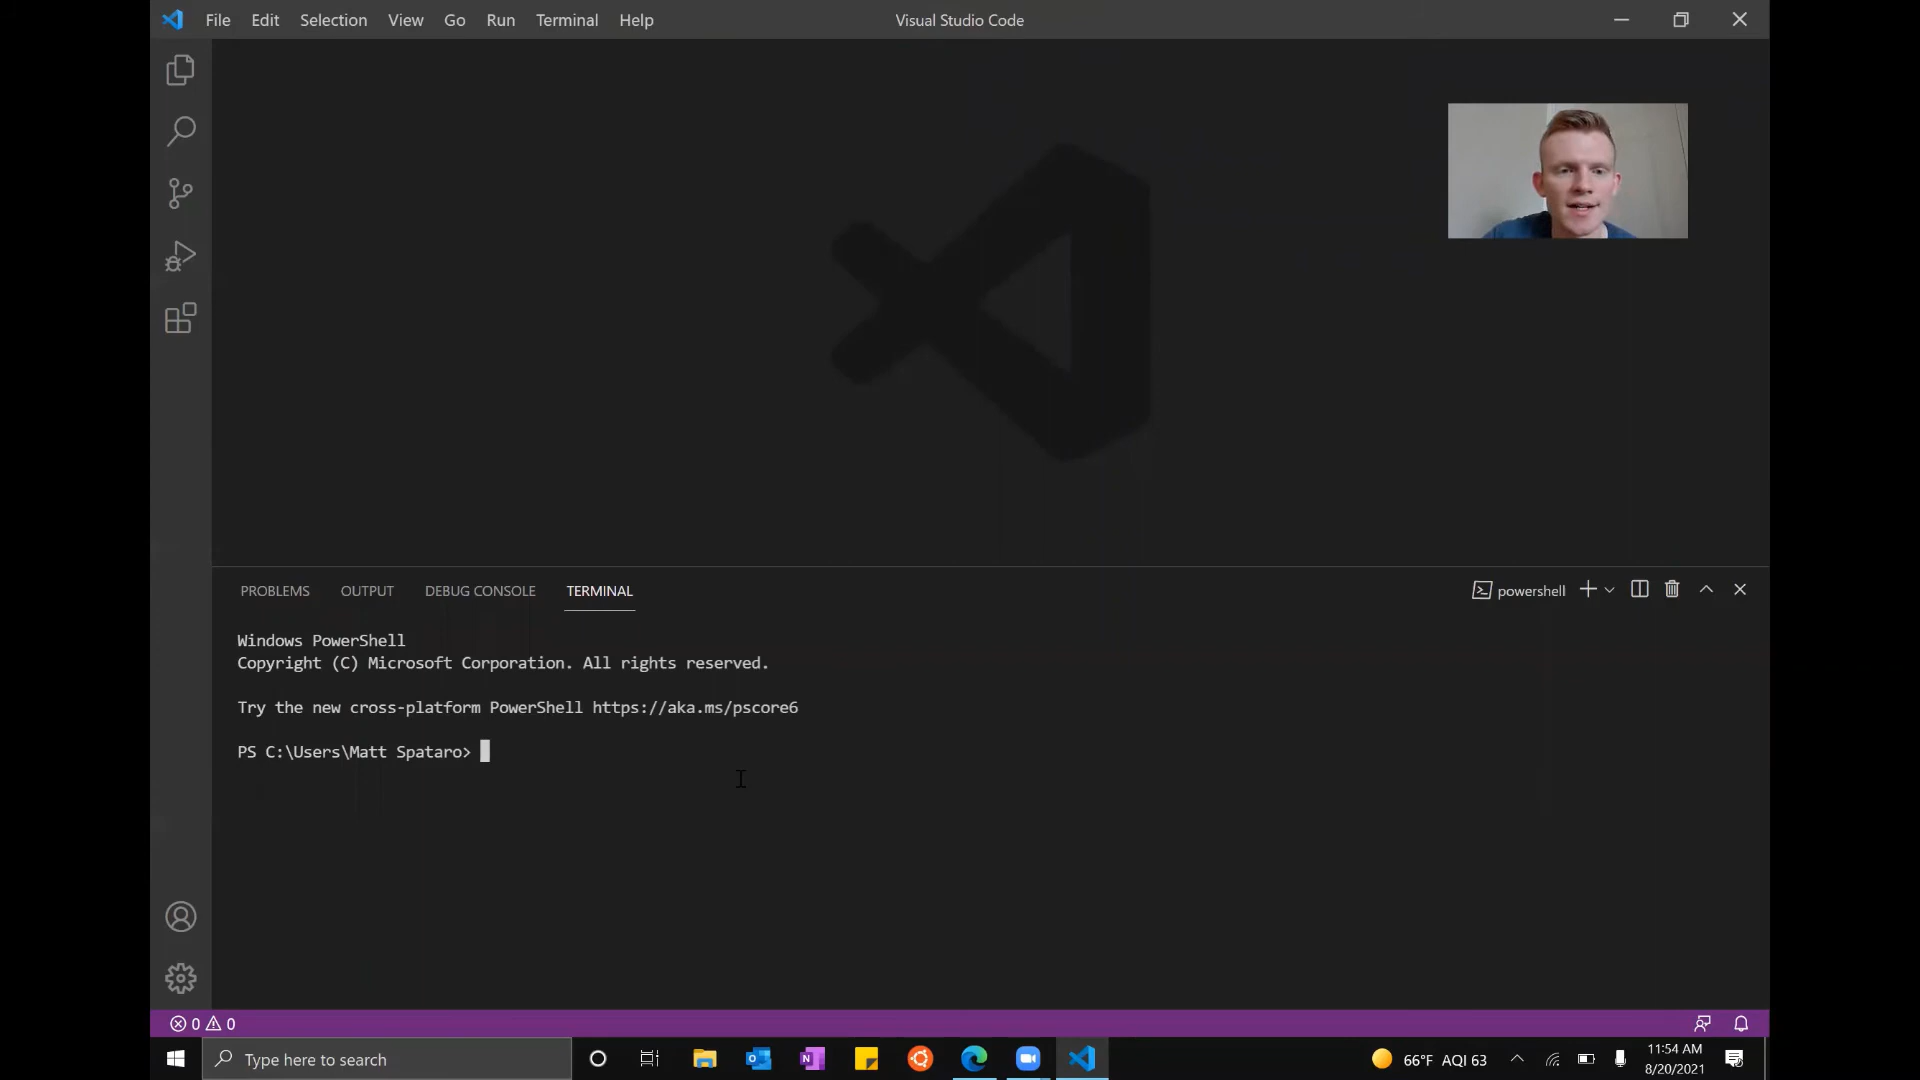 File Edit Selection View Go Run Terminal Help
Visual Studio Code
PROBLEMS OUTPUT DEBUG CONSOLE TERMINAL
powershell
Windows PowerShell
Copyright (C) Microsoft Corporation. All rights reserved.
Try the new cross-platform PowerShell https://aka.ms/pscore6
PS C:\Users\Matt Spataro>
0 0
Type here to search
66°F AQI 63
11:54 AM
8/20/2021